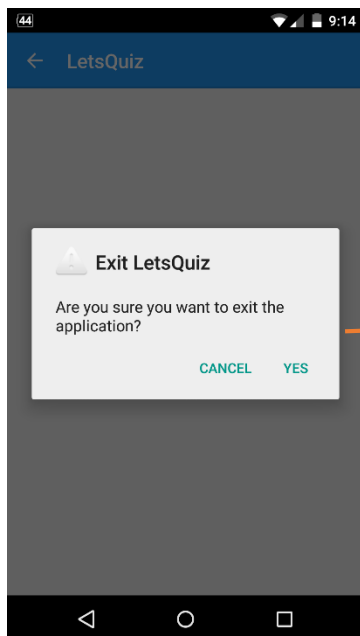 44
9:14
LetsQuiz
Exit LetsQuiz
Are you sure you want to exit the
application?
CANCEL YES